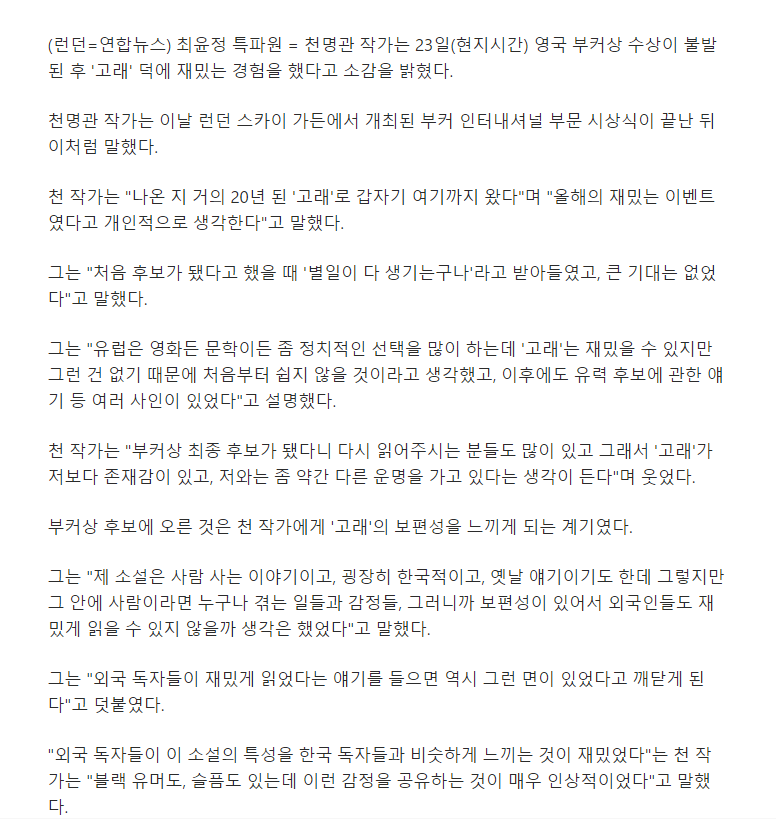 (런던=연합뉴스) 최윤정 특파원 = 천명관 작가는 23일(현지시간) 영국 부커상 수상이 불발
된 후 '고래' 덕에 재밌는 경험을 했다고 소감을 밝혔다.
천명관 작가는 이날 런던 스카이 가든에서 개최된 부커 인터내셔널 부문 시상식이 끝난 뒤
이처럼 말했다.
천 작가는 "나온 지 거의 20년 된 '고래'로 갑자기 여기까지 왔다"며 "올해의 재밌는 이벤트
였다고 개인적으로 생각한다"고 말했다.
그는 "처음 후보가 됐다고 했을 때 '별일이 다 생기는구나'라고 받아들였고, 큰 기대는 없었
다"고 말했다.
그는 "유럽은 영화든 문학이든 좀 정치적인 선택을 많이 하는데 '고래'는 재밌을 수 있지만
그런 건 없기 때문에 처음부터 쉽지 않을 것이라고 생각했고, 이후에도 유력 후보에 관한 얘
기 등 여러 사인이 있었다"고 설명했다.
천 작가는 "부커상 최종 후보가 됐다니 다시 읽어주시는 분들도 많이 있고 그래서 '고래'가
저보다 존재감이 있고, 저와는 좀 약간 다른 운명을 가고 있다는 생각이 든다"며 웃었다.
부커상 후보에 오른 것은 천 작가에게 '고래'의 보편성을 느끼게 되는 계기였다.
그는 "제 소설은 사람 사는 이야기이고, 굉장히 한국적이고, 옛날 얘기이기도 한데 그렇지만
그 안에 사람이라면 누구나 겪는 일들과 감정들, 그러니까 보편성이 있어서 외국인들도 재
밌게 읽을 수 있지 않을까 생각은 했었다"고 말했다.
그는 "외국 독자들이 재밌게 읽었다는 얘기를 들으면 역시 그런 면이 있었다고 깨닫게 된
다"고 덧붙였다.
"외국 독자들이 이 소설의 특성을 한국 독자들과 비슷하게 느끼는 것이 재밌었다"는 천 작
가는 "블랙 유머도, 슬픔도 있는데 이런 감정을 공유하는 것이 매우 인상적이었다"고 말했
다.